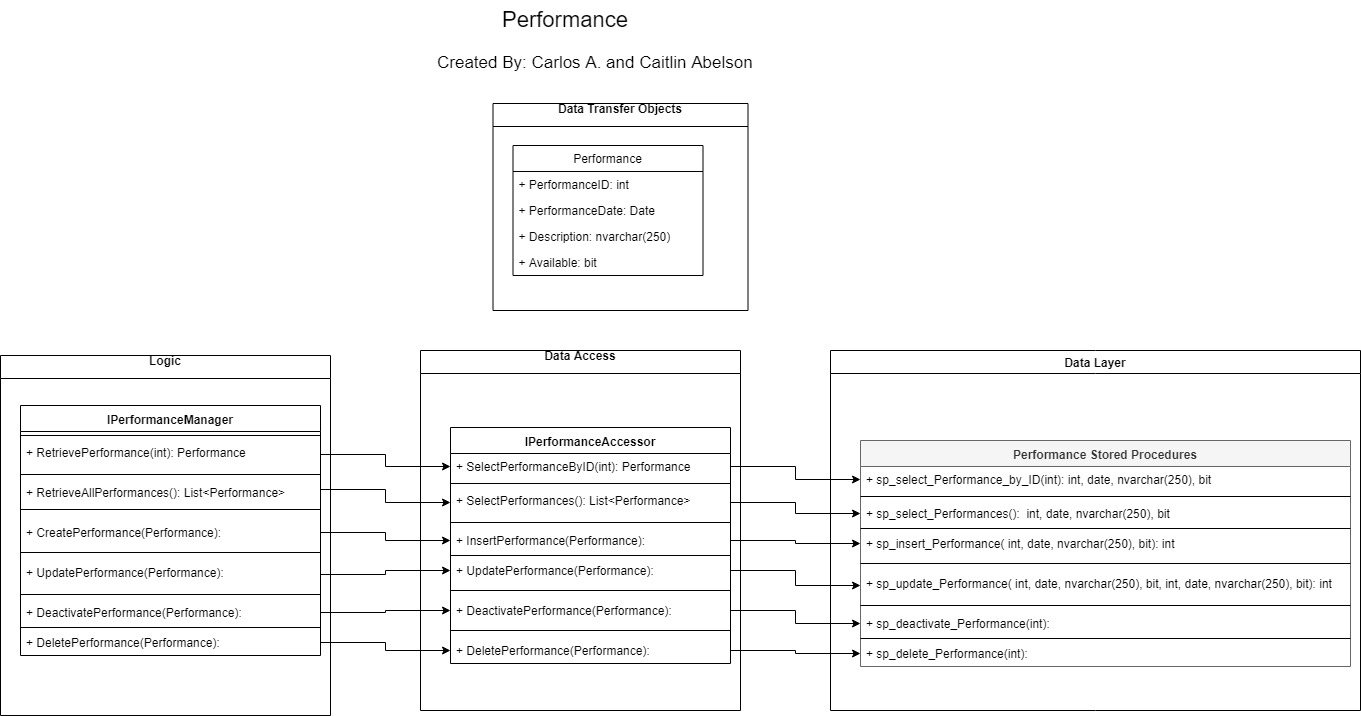 Performance
Created By: Carlos A. and Caitlin Abelson
Data Transfer Objects
Performance
+ PerformanceID: int
+ PerformanceDate: Date
+ Description: nvarchar(250)
+ Available: bit
Logic
IPerformanceManager
+ RetrievePerformance(int): Performance
+ RetrieveAllPerformances(): List<Performance>
+ CreatePerformance(Performance):
+ UpdatePerformance(Performance):
+ DeactivatePerformance(Performance):
+ DeletePerformance(Performance):
Data Access
IPerformanceAccessor
+ SelectPerformanceByID(int): Performance
+ SelectPerformances(): List<Performance>
+ InsertPerformance(Performance):
+ UpdatePerformance(Performance):
+ DeactivatePerformance(Performance):
+ DeletePerformance(Performance):
Data Layer
Performance Stored Procedures
+ sp_select_Performance_by_ID(int): int, date, nvarchar(250), bit
+ sp_select_Performances():  int, date, nvarchar(250), bit
+ sp_insert_Performance( int, date, nvarchar(250), bit): int
+ sp_update_Performance( int, date, nvarchar(250), bit, int, date, nvarchar(250), bit): int
+ sp_deactivate_Performance(int):
+ sp_delete_Performance(int):